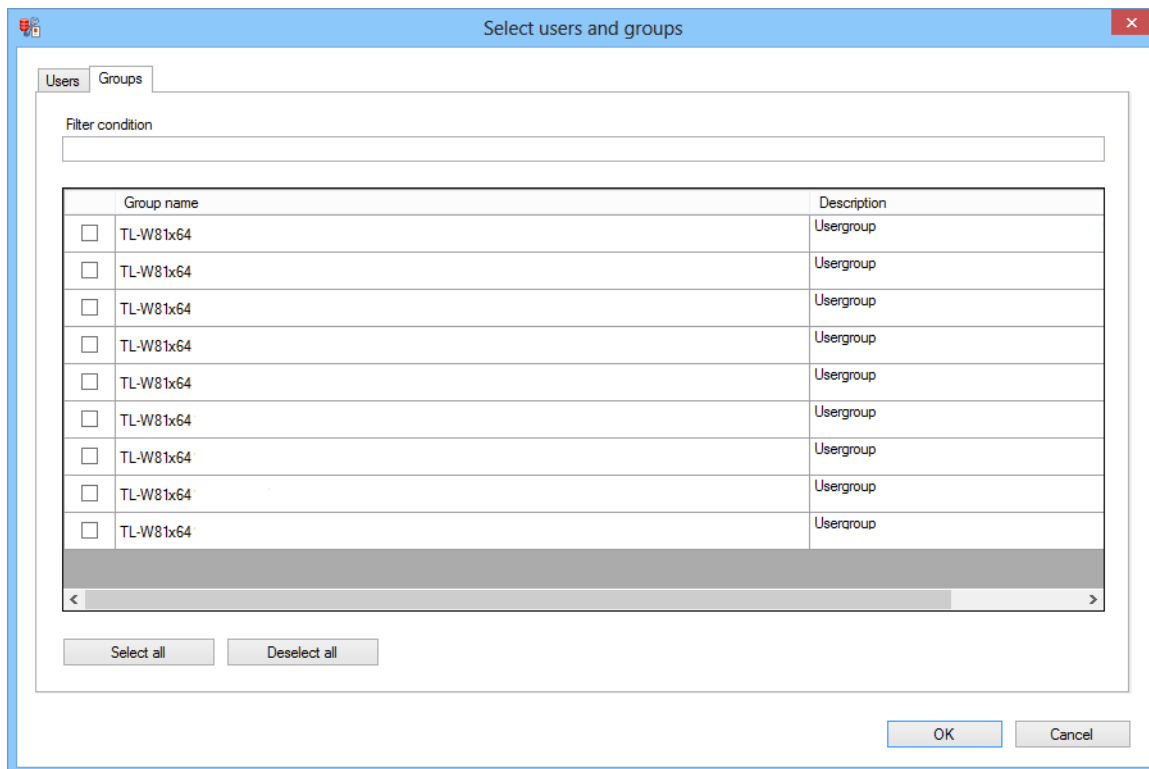 Select users and groups
Users Groups
Filter condition
Group name Description
TL-W81x64 Usergroup
TL-W81x64 Usergroup
TL-W81x64 Usergroup
TL-W81x64 Usergroup
TL-W81x64 Usergroup
TL-W81x64 Usergroup
TL-W81x64 Usergroup
TL-W81x64 Usergroup
TL-W81x64 Usergroup
Select all Deselect all
OK Cancel